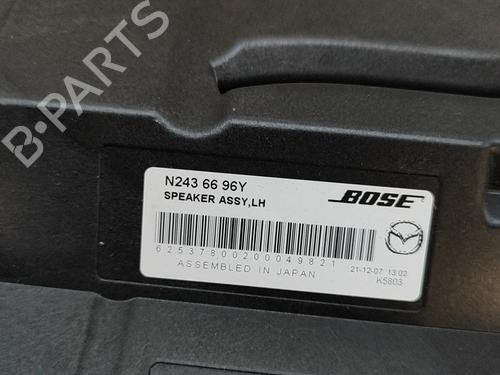 B-PARTS
N243 66 96Y
SPEAKER ASSY,LH
BOSE
625378002000049821
ASSEMBLED IN JAPAN
21-12-07 13:02
K5803